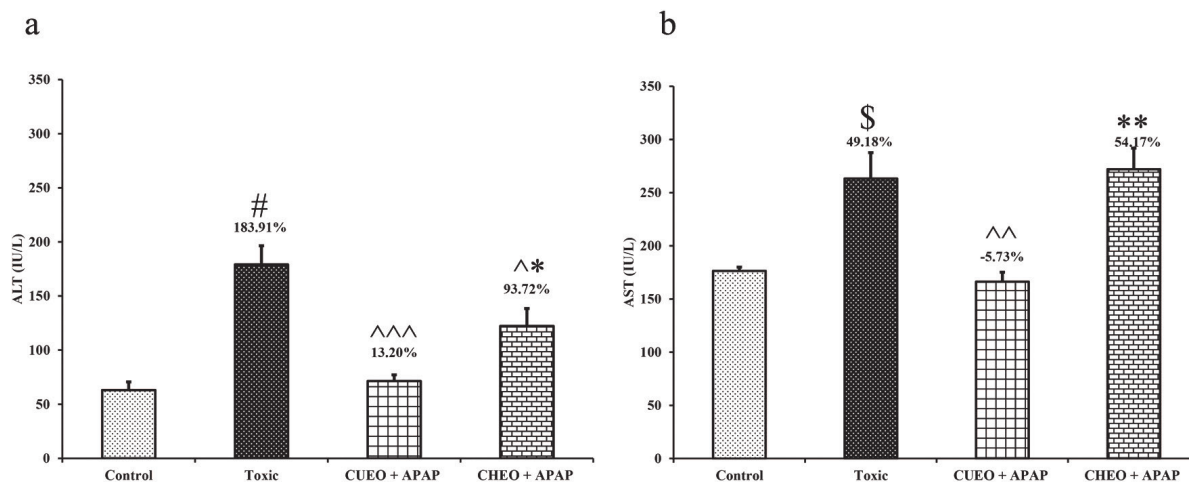 a
ALT (IU/L)
350
300
250
200
150
100
50
0
#
183.91%
^^^
13.20%
^*
93.72%
Control
Toxic
CUEO + APAP
CHEO + APAP
b
AST (IU/L)
350
300
250
200
150
100
50
0
$
49.18%
^^
-5.73%
**
54.17%
Control
Toxic
CUEO + APAP
CHEO + APAP